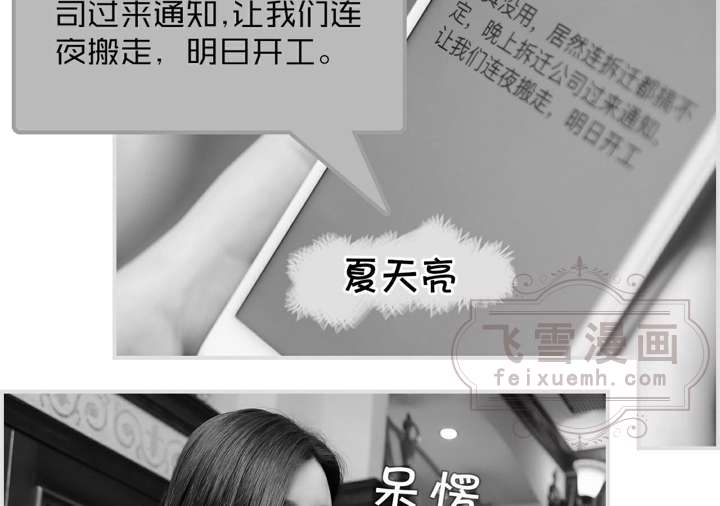 司过来通知,让我们连
夜搬走，明日开工。
真没用，居然连拆迁都搞不
定，晚上拆迁公司过来通知，
让我们连夜搬走，明日开工
夏天亮
飞雪漫画
feixuemh.com
呆愣